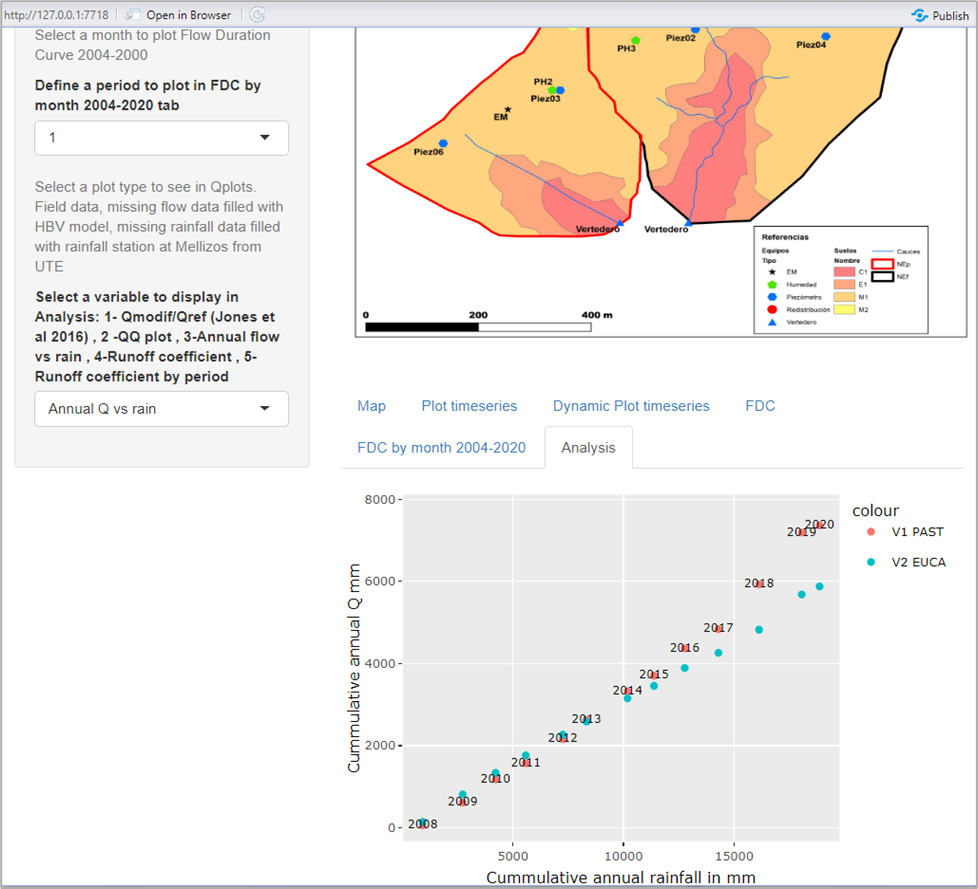 http://127.0.0.1:7718 Open in Browser Publish
Select a month to plot Flow Duration
Curve 2004-2000
Define a period to plot in FDC by
month 2004-2020 tab
1
Select a plot type to see in Qplots.
Field data, missing flow data filled with
HBV model, missing rainfall data filled
with rainfall station at Mellizos from
UTE
Select a variable to display in
Analysis: 1- Qmodif/Qref (Jones et
al 2016) , 2 -QQ plot , 3-Annual flow
vs rain , 4-Runoff coefficient , 5-
Runoff coefficient by period
Annual Q vs rain
PH3
Piez02
Piez04
PH2
Piez03
EM
Piez06
Vertedero
Vertedero
Referencias
Equipos
Tipo
EM
Humedad
Piezómetro
Redistribución
Vertedero
Suelos
Nombre
C1
E1
M1
M2
Cauces
NEp
NEf
0 200 400 m
Map Plot timeseries Dynamic Plot timeseries FDC
FDC by month 2004-2020 Analysis
Cummulative annual Q mm
8000
6000
4000
2000
0
2020
2019
2018
2017
2016
2015
2014
2013
2012
2011
2010
2009
2008
5000 10000 15000
Cummulative annual rainfall in mm
colour
V1 PAST
V2 EUCA